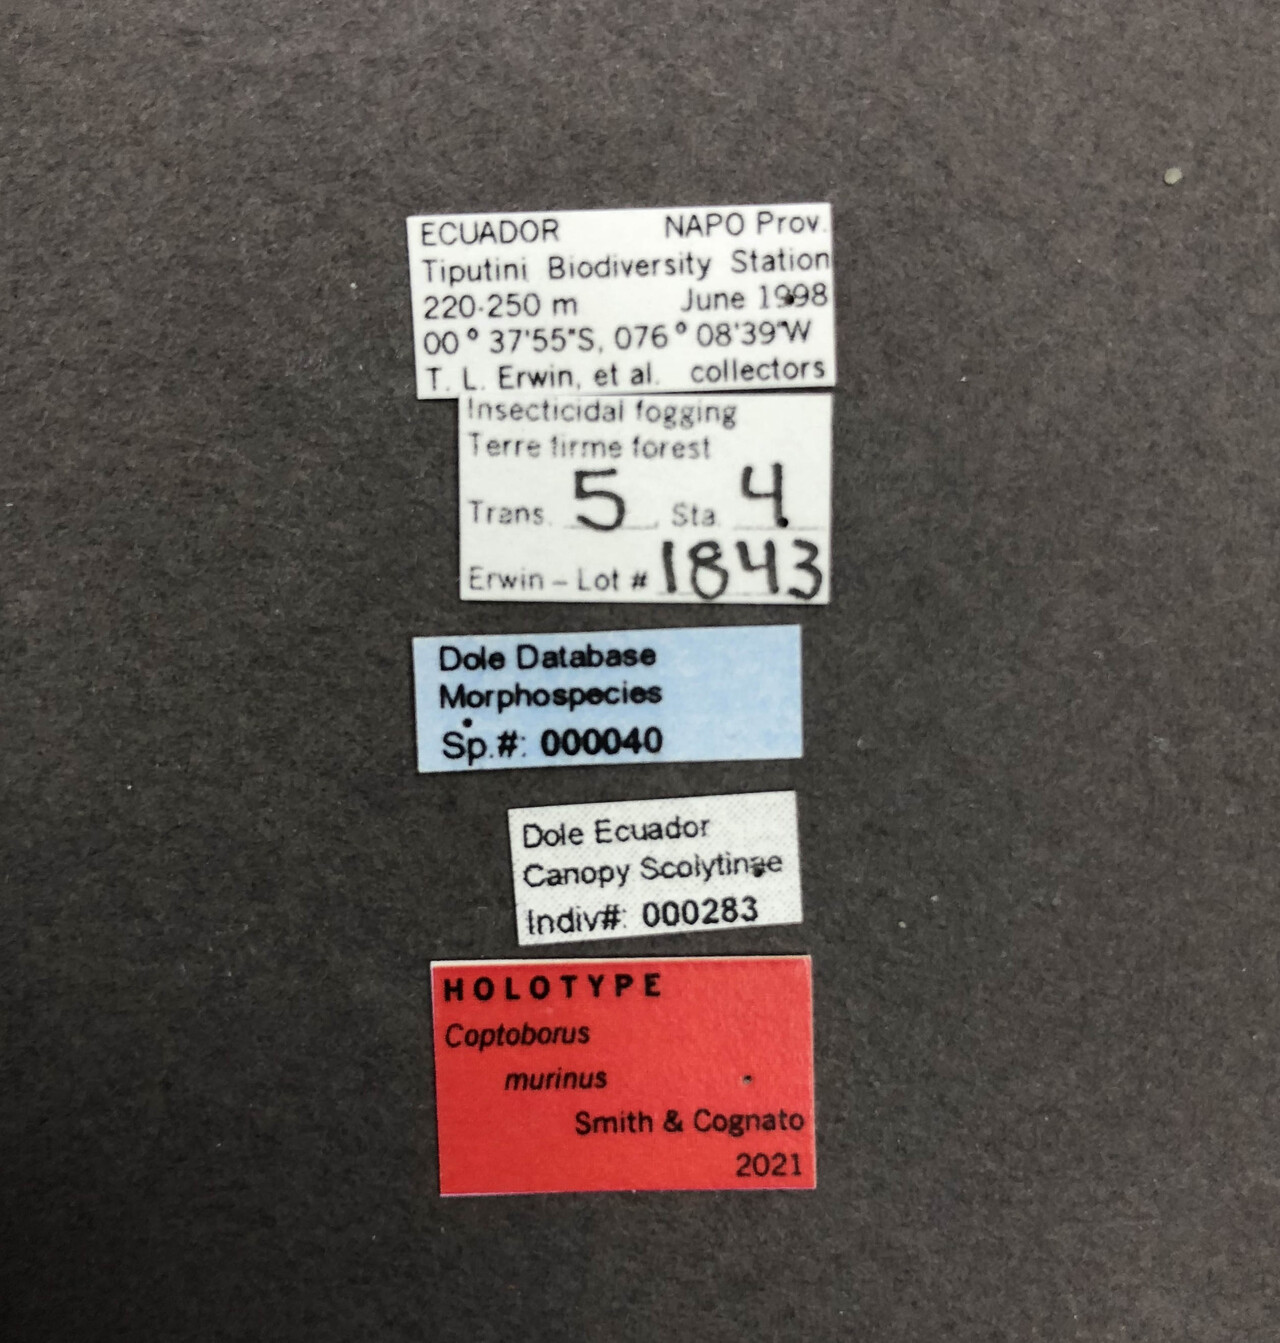 ECUADOR NAPO Prov.
Tiputini Biodiversity Station
220-250 m June 1998
00° 37'55"S, 076° 08'39"W
T. L. Erwin, et al. collectors
Insecticidal fogging
Terre firme forest
Trans. 5 Sta. 4
Erwin – Lot # 1843
Dole Database
Morphospecies
Sp.#: 000040
Dole Ecuador
Canopy Scolytinae
Indiv#: 000283
HOLOTYPE
Coptoborus
murinus
Smith & Cognato
2021